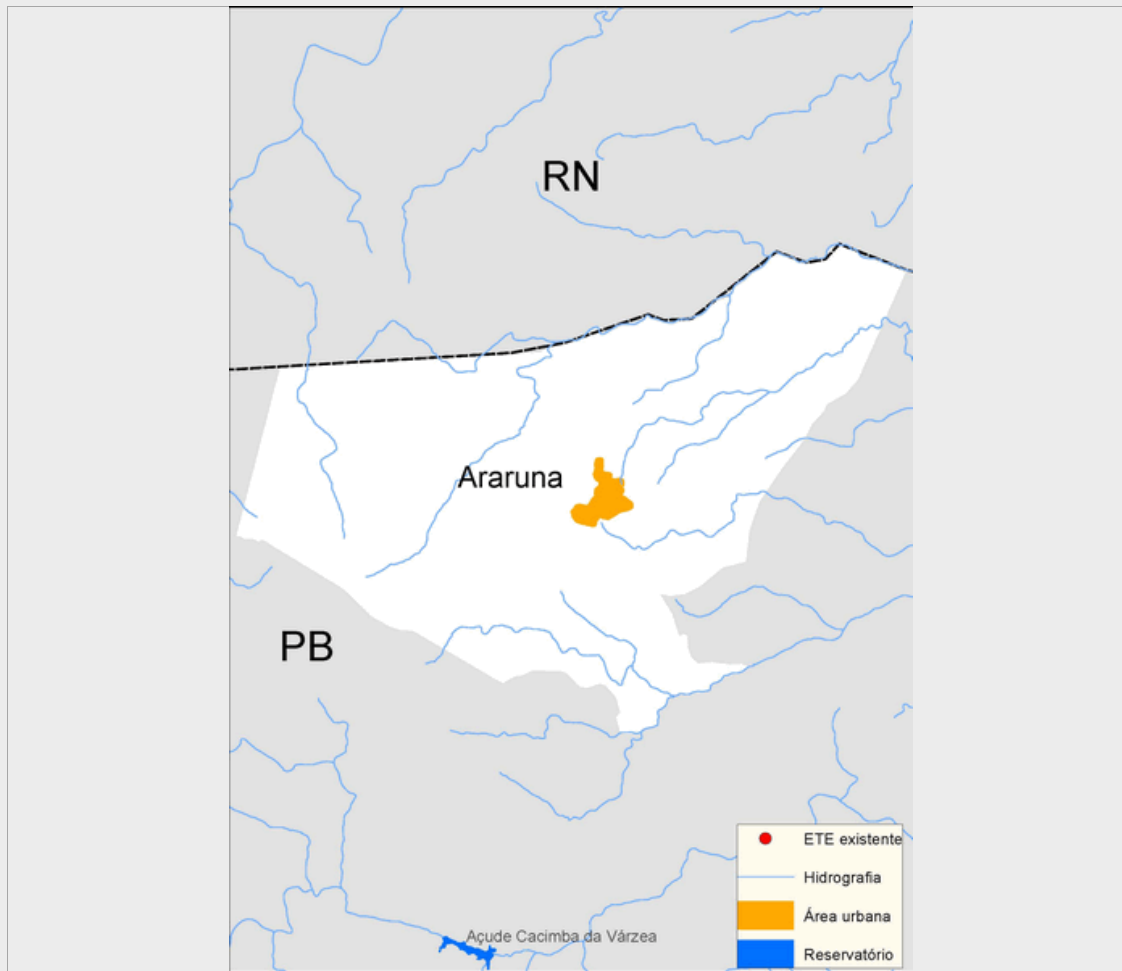 RN
Araruna
PB
ETE existente
Hidrografia
Área urbana
Açude Cacimba da Várzea
Reservatório